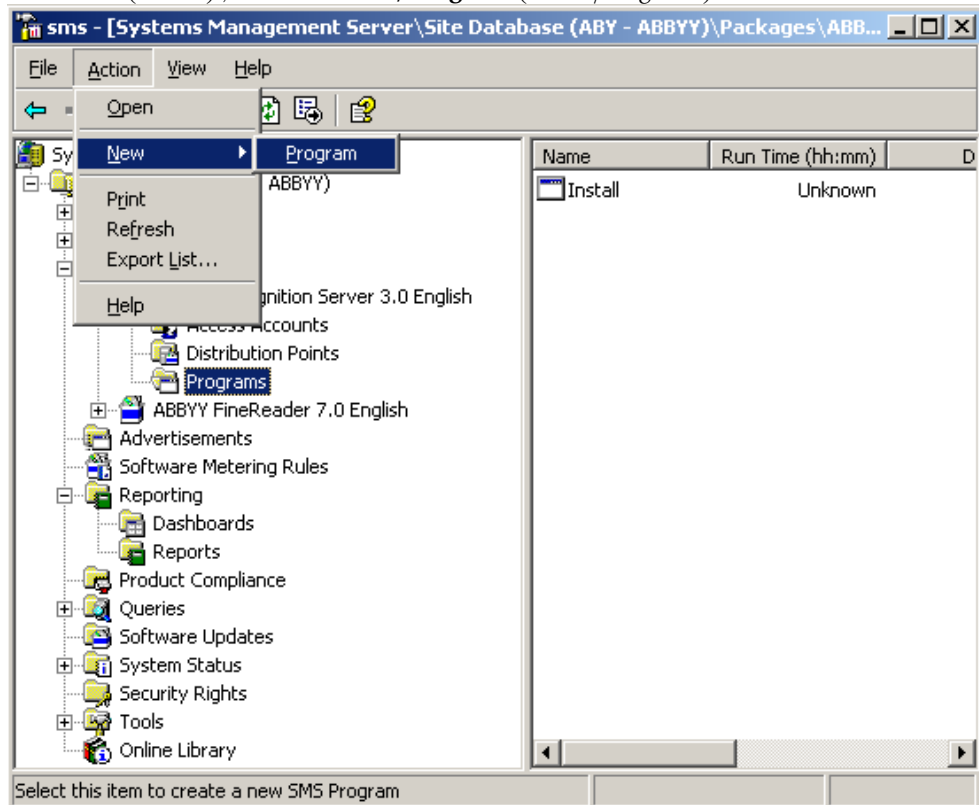 sms - [Systems Management Server\Site Database (ABY - ABBYY)\Packages\ABB...
File Action View Help
Open
New
Program
Print
Refresh
Export List...
Help
Sy
ABBYY)
gnition Server 3.0 English
Access Accounts
Distribution Points
Programs
ABBYY FineReader 7.0 English
Advertisements
Software Metering Rules
Reporting
Dashboards
Reports
Product Compliance
Queries
Software Updates
System Status
Security Rights
Tools
Online Library
Name Run Time (hh:mm) D
Install Unknown
Select this item to create a new SMS Program